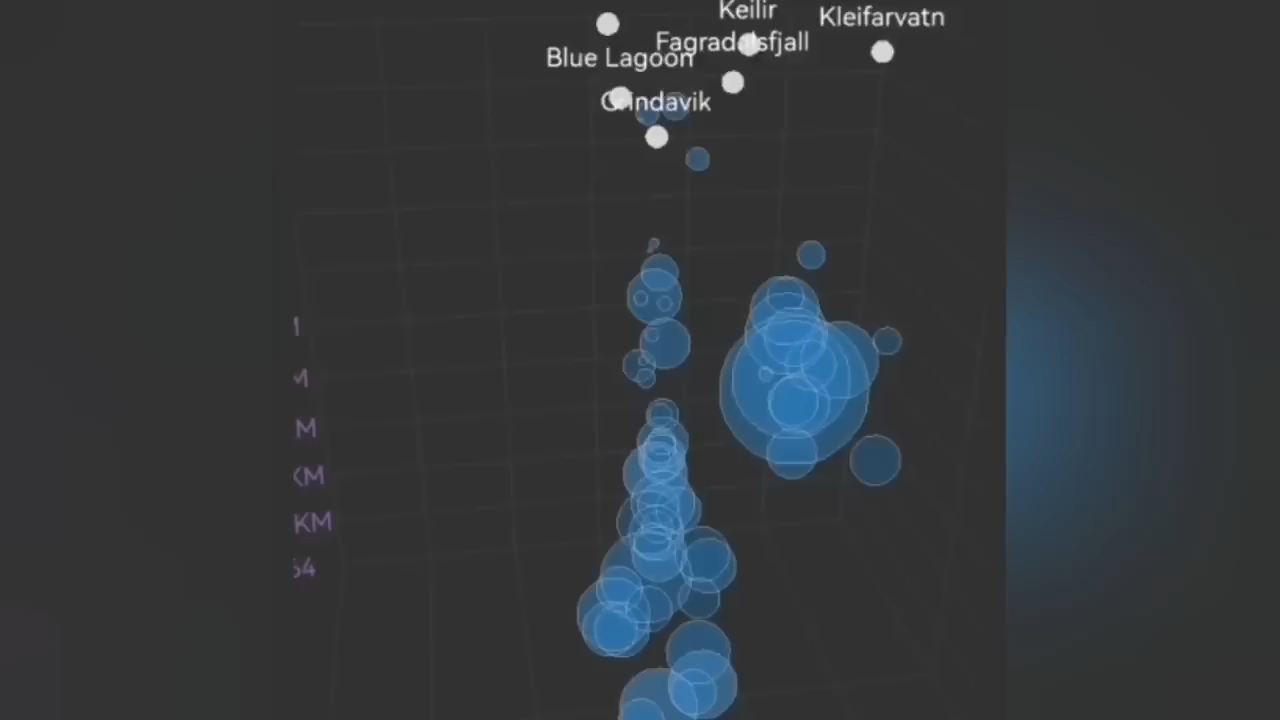 Keilir
Kleifarvatn
Fagradalsfjall
Blue Lagoon
Grindavik
M
KM